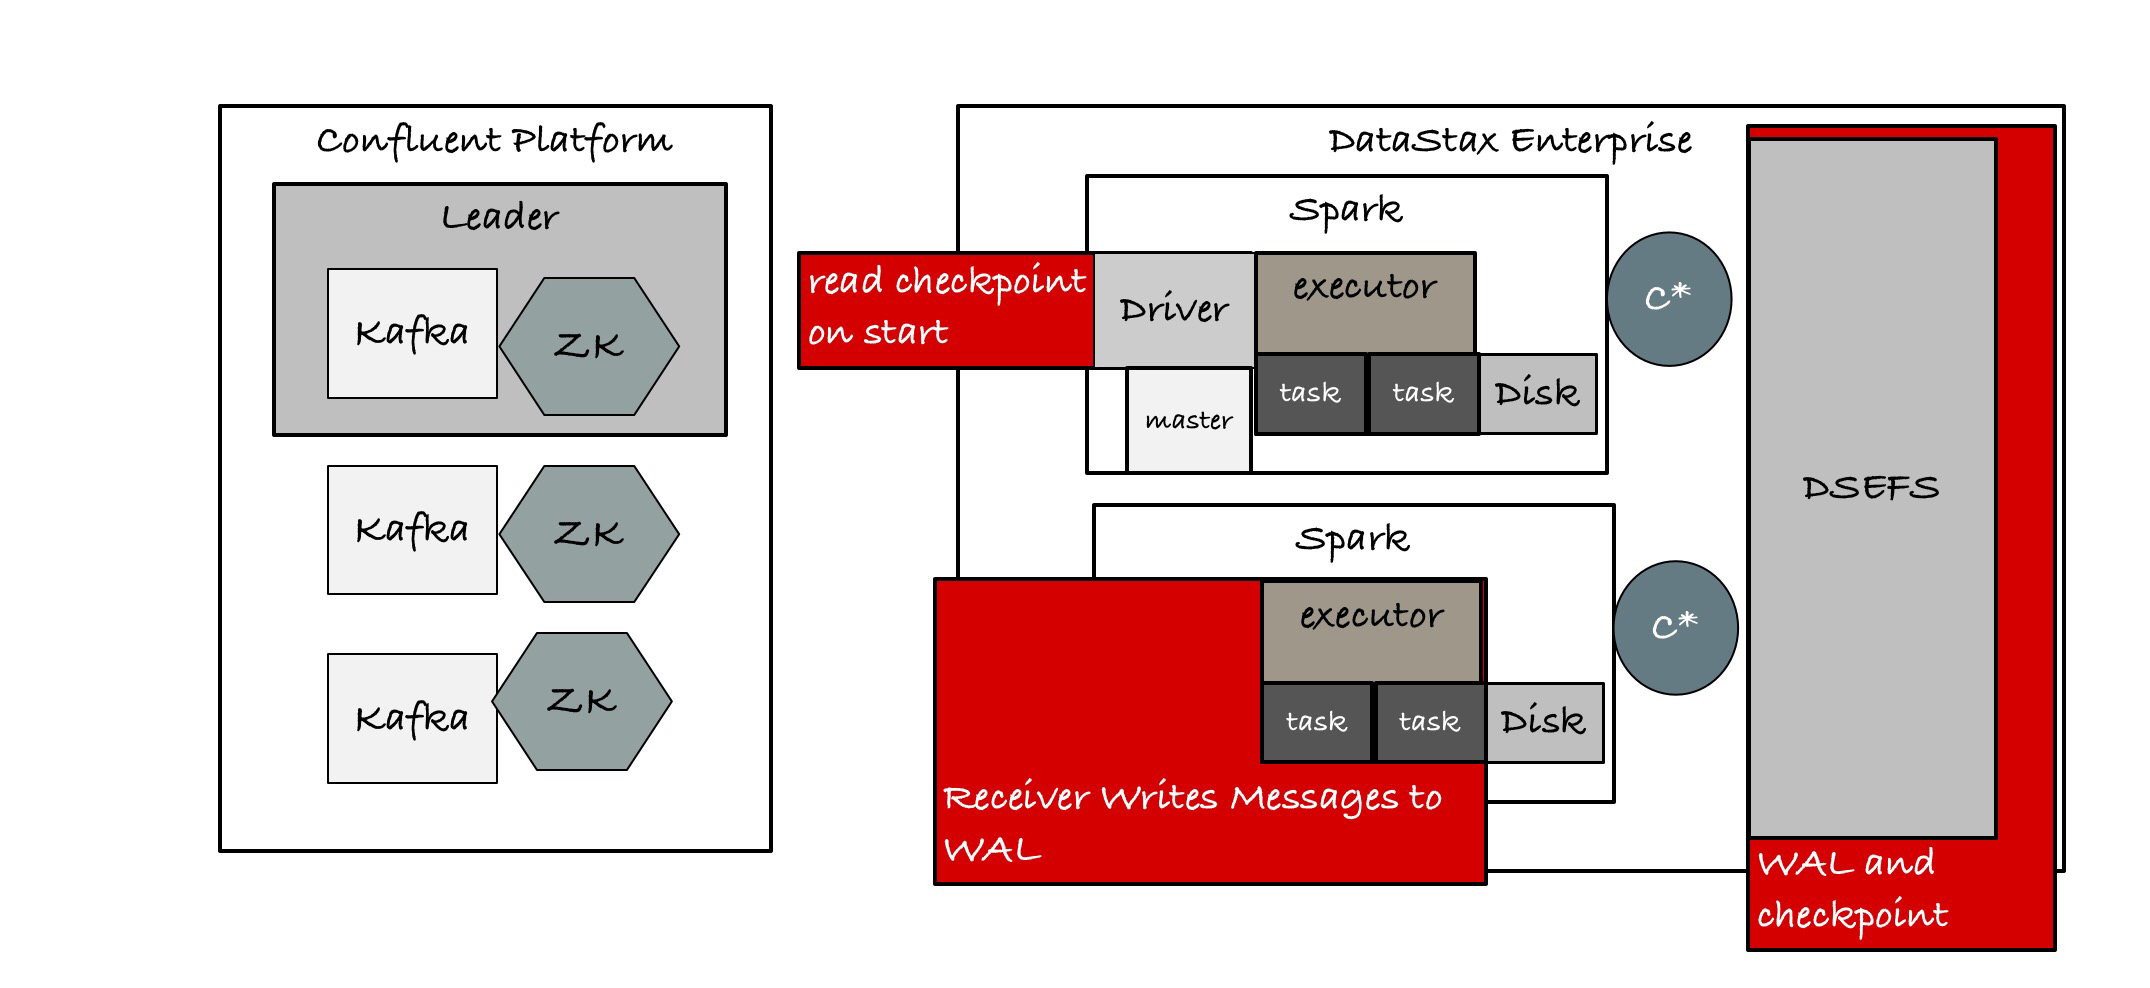 Confluent Platform
Leader
Kafka
ZK
Kafka
ZK
Kafka
ZK
DataStax Enterprise
Spark
read checkpoint
on start
Driver
executor
master
task
task
Disk
C*
Spark
executor
task
task
Disk
C*
Receiver Writes Messages to
WAL
DSEFS
WAL and
checkpoint